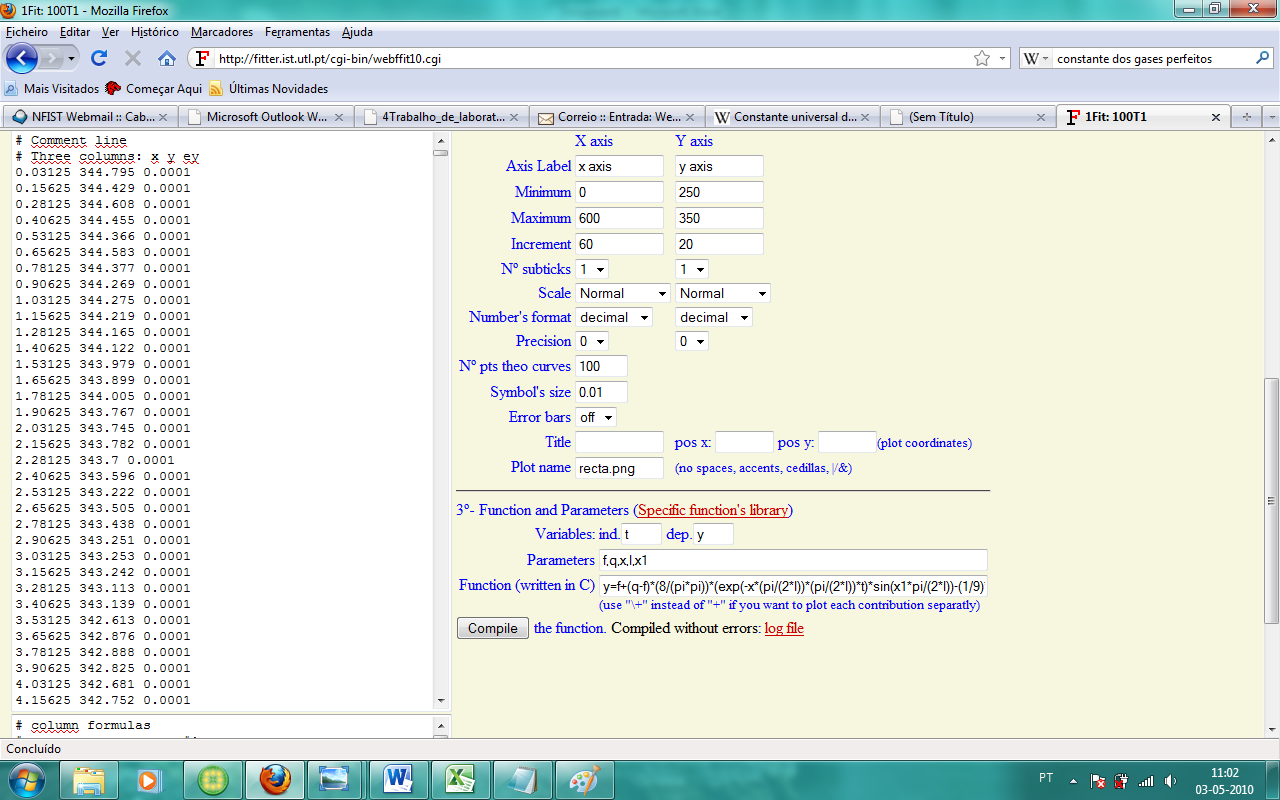 1Fit: 100T1 - Mozilla Firefox
Ficheiro Editar Ver Histórico Marcadores Ferramentas Ajuda
http://fitter.ist.utl.pt/cgi-bin/webffit10.cgi
constante dos gases perfeitos
Mais Visitados Começar Aqui Últimas Novidades
NFIST Webmail :: Cab... Microsoft Outlook W... 4Trabalho_de_laborat... Correio :: Entrada: We... Constante universal d... (Sem Título) 1Fit: 100T1
# Comment line
# Three columns: x y ey
0.03125 344.795 0.0001
0.15625 344.429 0.0001
0.28125 344.608 0.0001
0.40625 344.455 0.0001
0.53125 344.366 0.0001
0.65625 344.583 0.0001
0.78125 344.377 0.0001
0.90625 344.269 0.0001
1.03125 344.275 0.0001
1.15625 344.219 0.0001
1.28125 344.165 0.0001
1.40625 344.122 0.0001
1.53125 343.979 0.0001
1.65625 343.899 0.0001
1.78125 344.005 0.0001
1.90625 343.767 0.0001
2.03125 343.745 0.0001
2.15625 343.782 0.0001
2.28125 343.7 0.0001
2.40625 343.596 0.0001
2.53125 343.222 0.0001
2.65625 343.505 0.0001
2.78125 343.438 0.0001
2.90625 343.251 0.0001
3.03125 343.253 0.0001
3.15625 343.242 0.0001
3.28125 343.113 0.0001
3.40625 343.139 0.0001
3.53125 342.613 0.0001
3.65625 342.876 0.0001
3.78125 342.888 0.0001
3.90625 342.825 0.0001
4.03125 342.681 0.0001
4.15625 342.752 0.0001
# column formulas
X axis Y axis
Axis Label x axis y axis
Minimum 0 250
Maximum 600 350
Increment 60 20
Nº subticks 1 1
Scale Normal Normal
Number's format decimal decimal
Precision 0 0
Nº pts theo curves 100
Symbol's size 0.01
Error bars off
Title pos x: pos y: (plot coordinates)
Plot name recta.png (no spaces, accents, cedillas, |/&)
3º- Function and Parameters (Specific function's library)
Variables: ind. t dep. y
Parameters f,q,x,l,x1
Function (written in C) y=f+(q-f)*(8/(pi*pi))*(exp(-x*(pi/(2*l))*(pi/(2*l))*t)*sin(x1*pi/(2*l))-(1/9)
(use "\+" instead of "+" if you want to plot each contribution separatly)
Compile the function. Compiled without errors: log file
Concluído
PT
11:02
03-05-2010